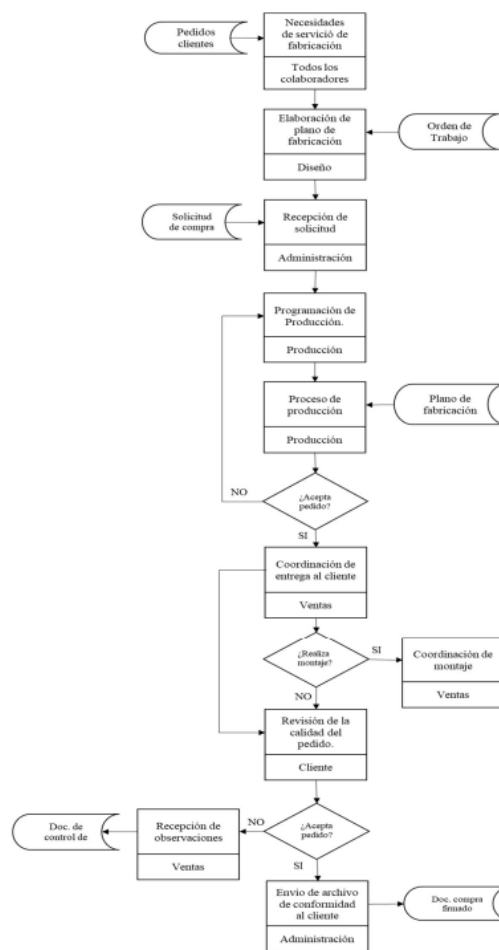 Pedidos
clientes
Necesidades
de servició de
fabricación
Todos los
colaboradores
Elaboración de
plano de
fabricación
Diseño
Orden de
Trabajo
Solicitud
de compra
Recepción de
solicitud
Administración
Programación de
Producción.
Producción
Proceso de
producción
Producción
Plano de
fabricación
¿Acepta
pedido?
NO
SI
Coordinación de
entrega al cliente
Ventas
¿Realiza
montaje?
SI
NO
Coordinación de
montaje
Ventas
Revisión de la
calidad del
pedido.
Cliente
¿Acepta
pedido?
NO
SI
Recepción de
observaciones
Ventas
Doc. de
control de
Envio de archivo
de conformidad
al cliente
Administración
Doc. compra
firmado